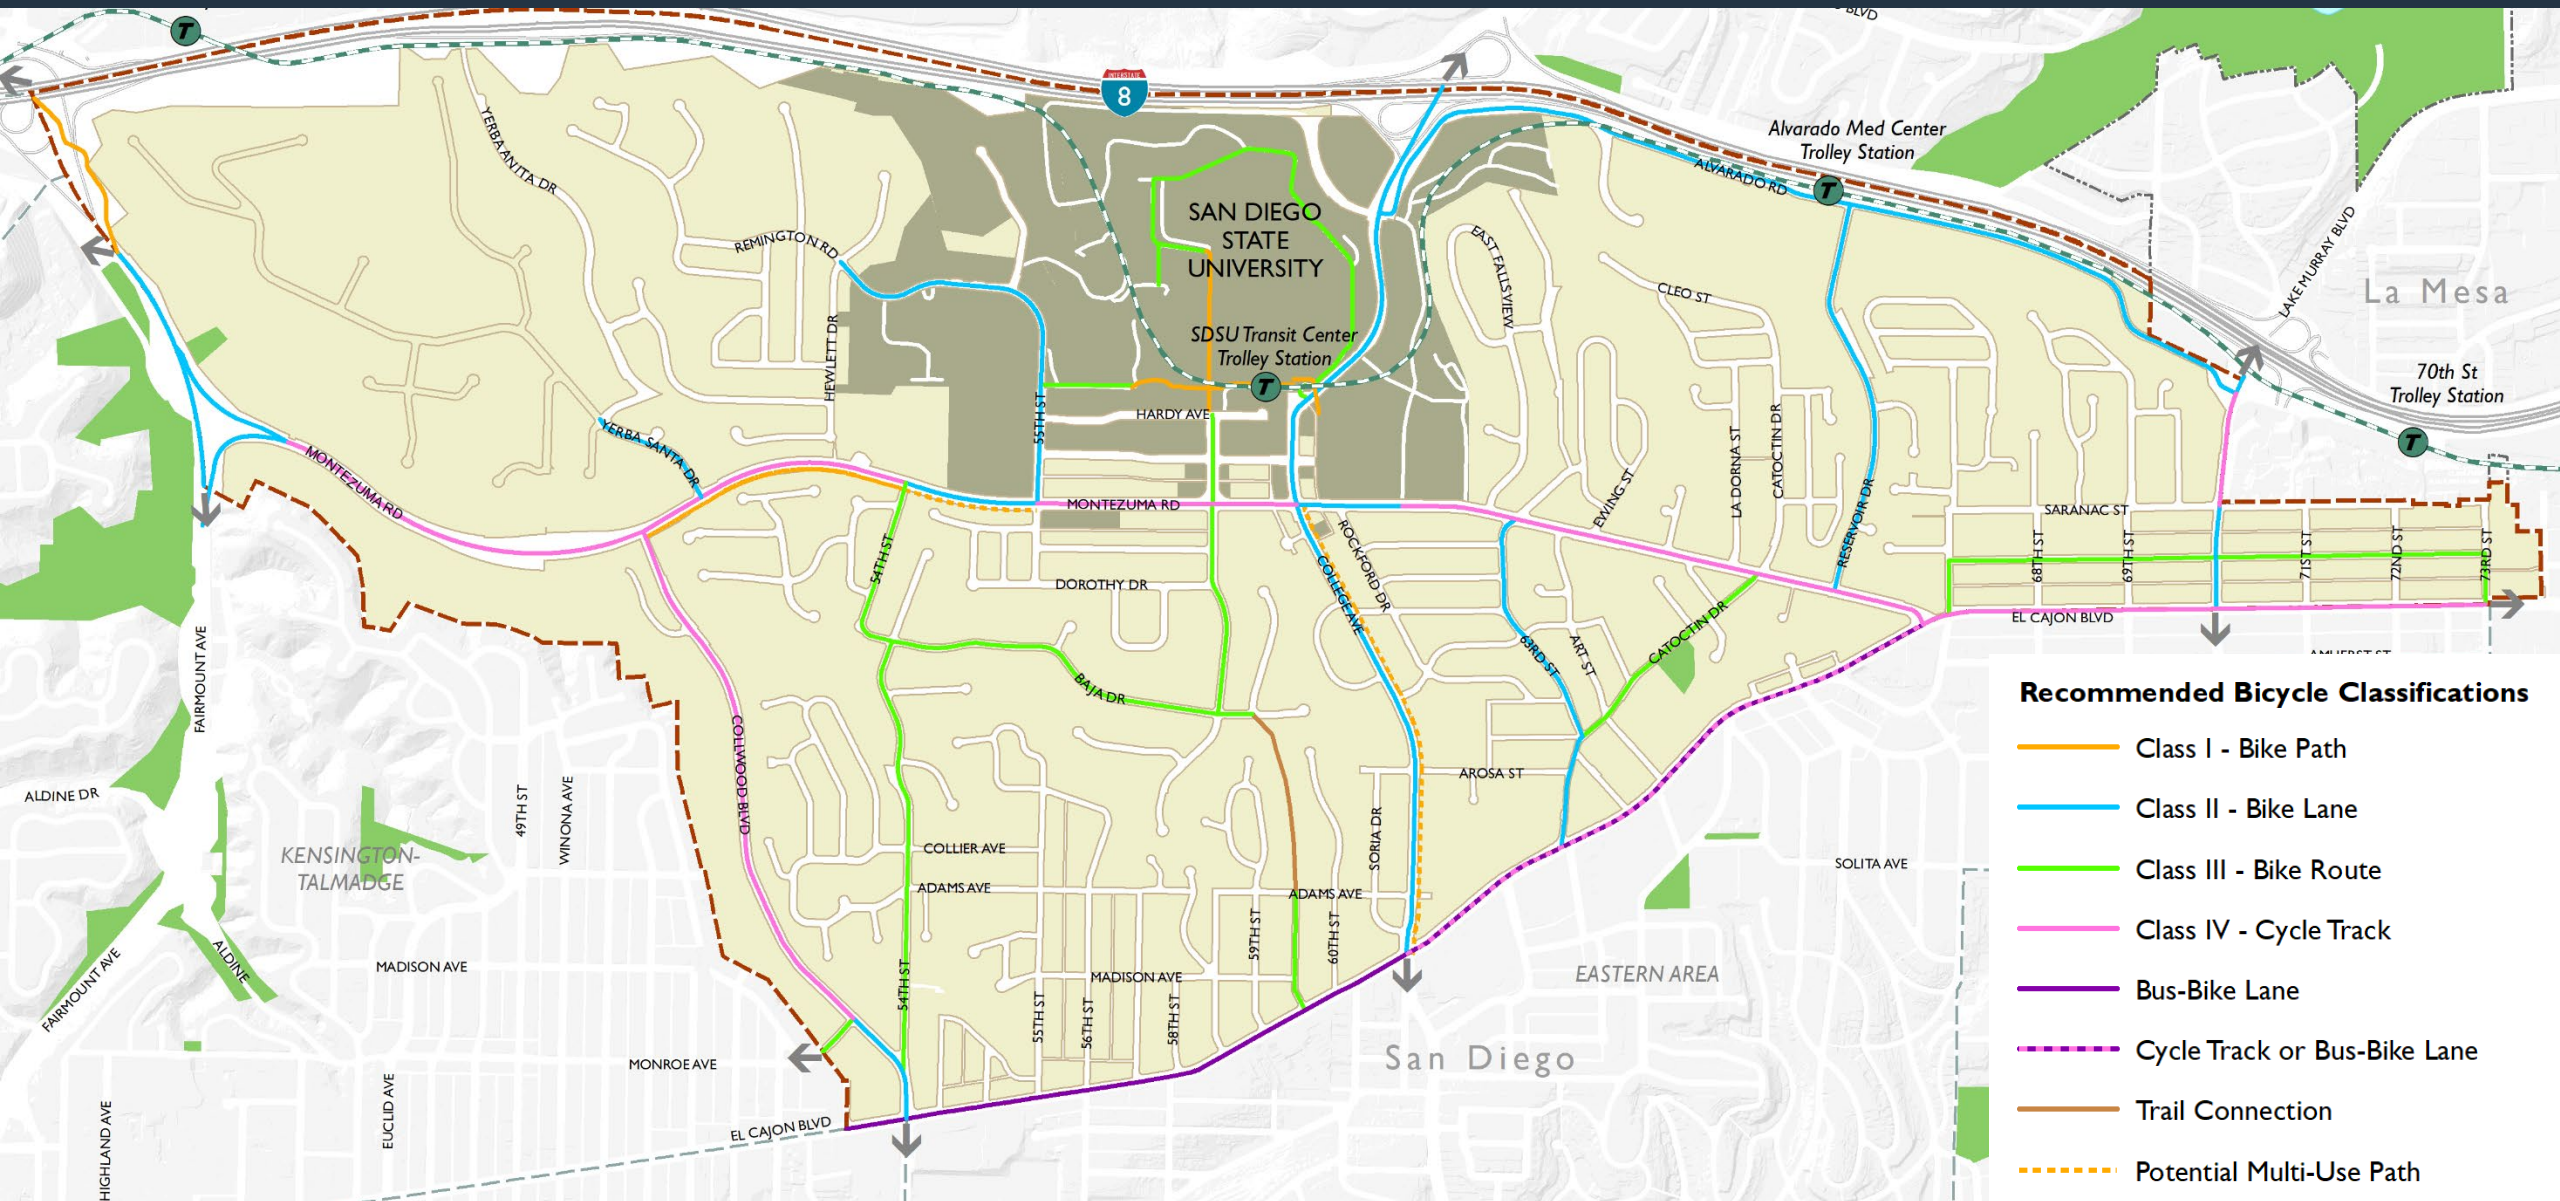 BLVD
T
INTERSTATE
8
Alvarado Med Center
Trolley Station
T
ALVARADO RD
YERBA ANITA DR
REMINGTON RD
SAN DIEGO
STATE
UNIVERSITY
EAST FALLSVIEW
CLEO ST
LAKE MURRAY BLVD
La Mesa
SDSU Transit Center
Trolley Station
T
HEWLETT DR
70th St
Trolley Station
T
55TH ST
HARDY AVE
YERBA SANTA DR
MONTEZUMA RD
MONTEZUMA RD
EWING ST
LA DORNA ST
CATOCTIN DR
RESERVOIR DR
SARANAC ST
54TH ST
DOROTHY DR
ROCKFORD DR
COLLEGE AVE
68TH ST
69TH ST
71ST ST
72ND ST
73RD ST
EL CAJON BLVD
AMHERST ST
FAIRMOUNT AVE
63RD ST
ART ST
CATOCTIN DR
BAJA DR
COLLWOOD BLVD
AROSA ST
ALDINE DR
49TH ST
WINONA AVE
KENSINGTON-
TALMADGE
COLLIER AVE
ADAMS AVE
ADAMS AVE
SORIA DR
SOLITA AVE
59TH ST
60TH ST
FAIRMOUNT AVE
ALDINE
MADISON AVE
54TH ST
MADISON AVE
EASTERN AREA
55TH ST
56TH ST
58TH ST
San Diego
MONROE AVE
EUCLID AVE
HIGHLAND AVE
EL CAJON BLVD
Recommended Bicycle Classifications
Class I - Bike Path
Class II - Bike Lane
Class III - Bike Route
Class IV - Cycle Track
Bus-Bike Lane
Cycle Track or Bus-Bike Lane
Trail Connection
Potential Multi-Use Path